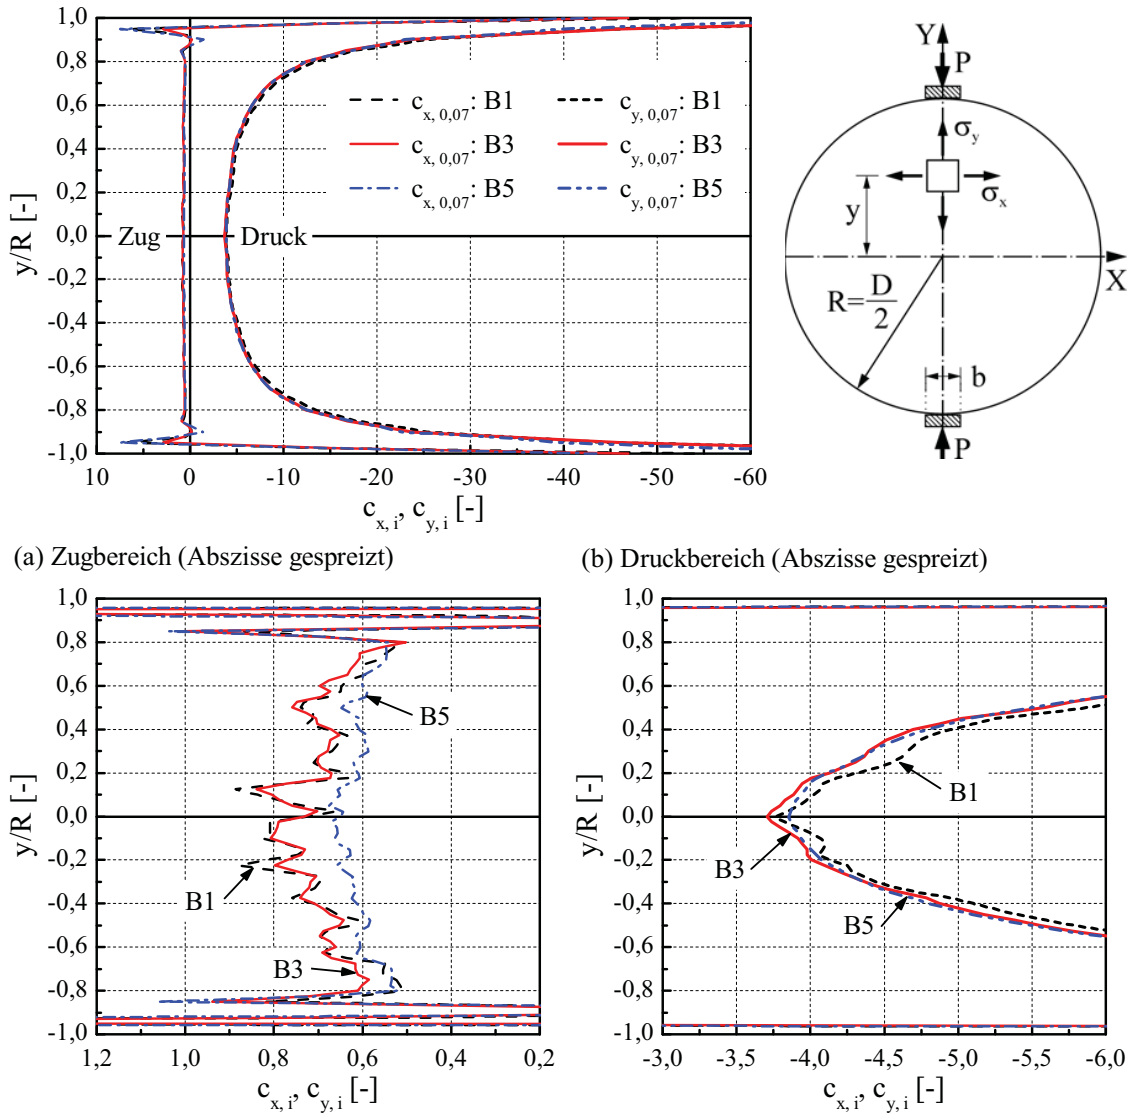 1,0
0,8
0,6
0,4
0,2
0,0
-0,2
-0,4
-0,6
-0,8
-1,0
y/R [-]
10 0 -10 -20 -30 -40 -50 -60
c x, i, c y, i [-]
Zug Druck
c x, 0,07: B1 c y, 0,07: B1
c x, 0,07: B3 c y, 0,07: B3
c x, 0,07: B5 c y, 0,07: B5
Y
P
σ y
σ x
y
X
R= D
2
b
P
(a) Zugbereich (Abszisse gespreizt)
1,0
0,8
0,6
0,4
0,2
0,0
-0,2
-0,4
-0,6
-0,8
-1,0
y/R [-]
B5
B1
B3
1,2 1,0 0,8 0,6 0,4 0,2
c x, i, c y, i [-]
(b) Druckbereich (Abszisse gespreizt)
1,0
0,8
0,6
0,4
0,2
0,0
-0,2
-0,4
-0,6
-0,8
-1,0
y/R [-]
B1
B3
B5
-3,0 -3,5 -4,0 -4,5 -5,0 -5,5 -6,0
c x, i, c y, i [-]